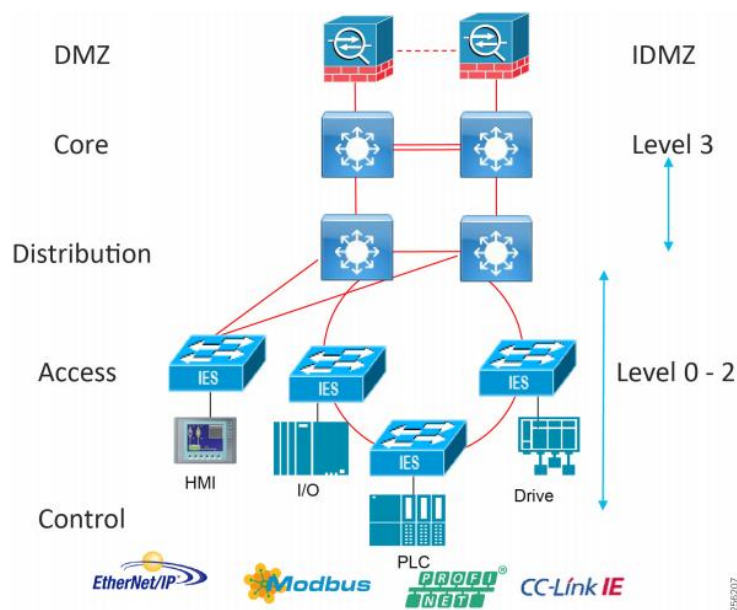 DMZ
IDMZ
Core
Level 3
Distribution
Access
IES
IES
IES
Level 0 - 2
IES
HMI
I/O
Drive
Control
PLC
EtherNet/IP
Modbus
PROFI
NET
®
CC-Link IE